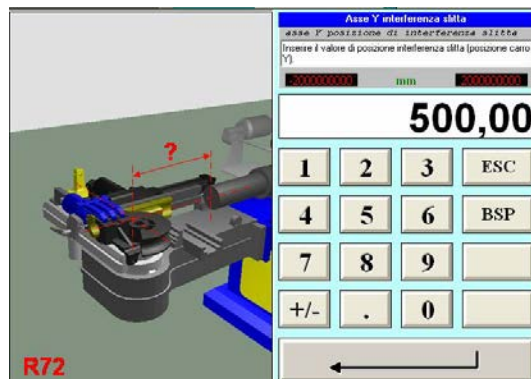 Asse Y interferenza slitta
asse Y posizione di interferenza slitta
Inserire il valore di posizione interferenza slitta (posizione carro
Y).
-2000000000 mm 2000000000
500,00
?
1 2 3 ESC
4 5 6 BSP
7 8 9
+/- . 0
R72